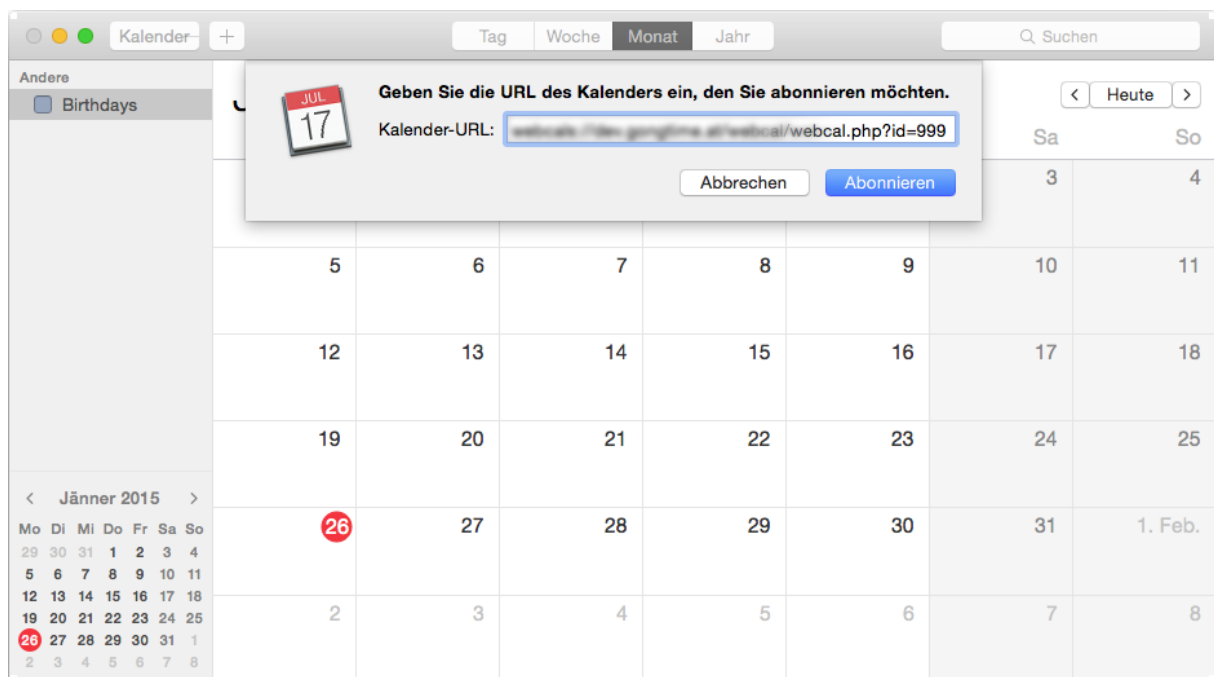 Kalender
Tag Woche Monat Jahr
Suchen
Andere
Birthdays
JUL
17
Geben Sie die URL des Kalenders ein, den Sie abonnieren möchten.
Kalender-URL: /webcal.php?id=999
Abbrechen Abonnieren
< Heute >
Sa So
3 4
5 6 7 8 9 10 11
12 13 14 15 16 17 18
19 20 21 22 23 24 25
26 27 28 29 30 31 1. Feb.
2 3 4 5 6 7 8
< Jänner 2015 >
Mo Di Mi Do Fr Sa So
29 30 31 1 2 3 4
5 6 7 8 9 10 11
12 13 14 15 16 17 18
19 20 21 22 23 24 25
26 27 28 29 30 31 1
2 3 4 5 6 7 8